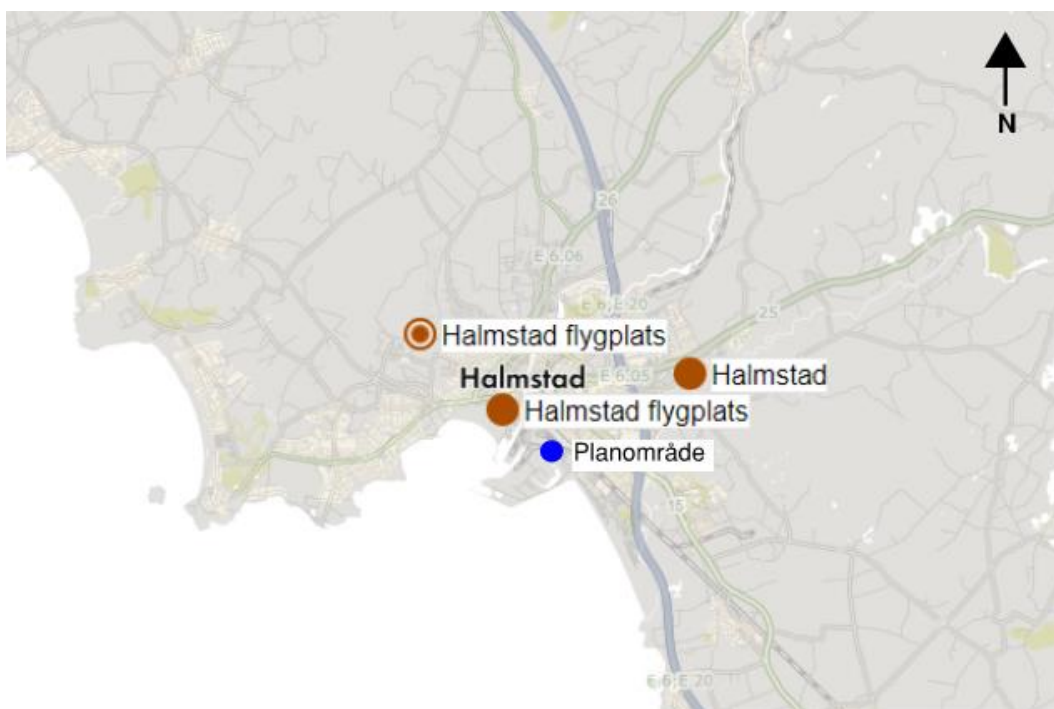 N
26
E 6.06
E 6;E 20
25
Halmstad flygplats
Halmstad
E 6.05
Halmstad
Halmstad flygplats
Planområde
15
E 6;E 20